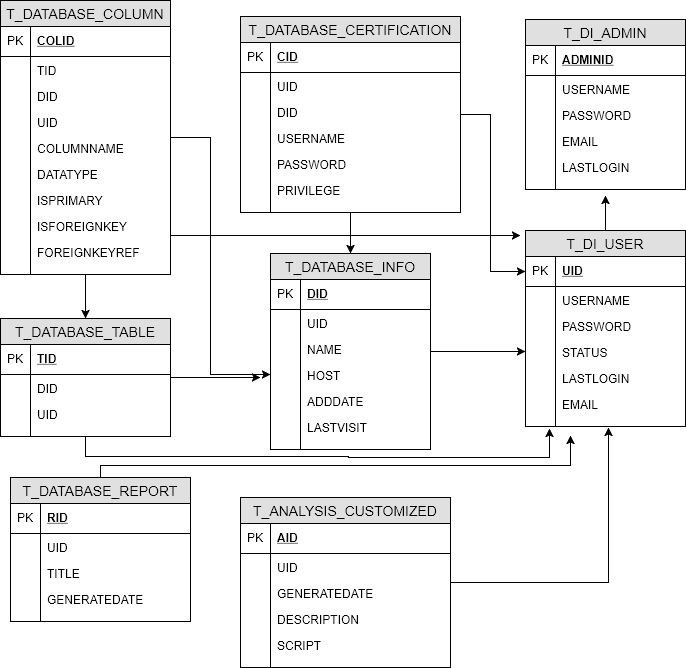 T_DATABASE_COLUMN
PK COLID
TID
DID
UID
COLUMNNAME
DATATYPE
ISPRIMARY
ISFOREIGNKEY
FOREIGNKEYREF
T_DATABASE_CERTIFICATION
PK CID
UID
DID
USERNAME
PASSWORD
PRIVILEGE
T_DI_ADMIN
PK ADMINID
USERNAME
PASSWORD
EMAIL
LASTLOGIN
T_DATABASE_TABLE
PK TID
DID
UID
T_DATABASE_INFO
PK DID
UID
NAME
HOST
ADDDATE
LASTVISIT
T_DI_USER
PK UID
USERNAME
PASSWORD
STATUS
LASTLOGIN
EMAIL
T_DATABASE_REPORT
PK RID
UID
TITLE
GENERATEDATE
T_ANALYSIS_CUSTOMIZED
PK AID
UID
GENERATEDATE
DESCRIPTION
SCRIPT